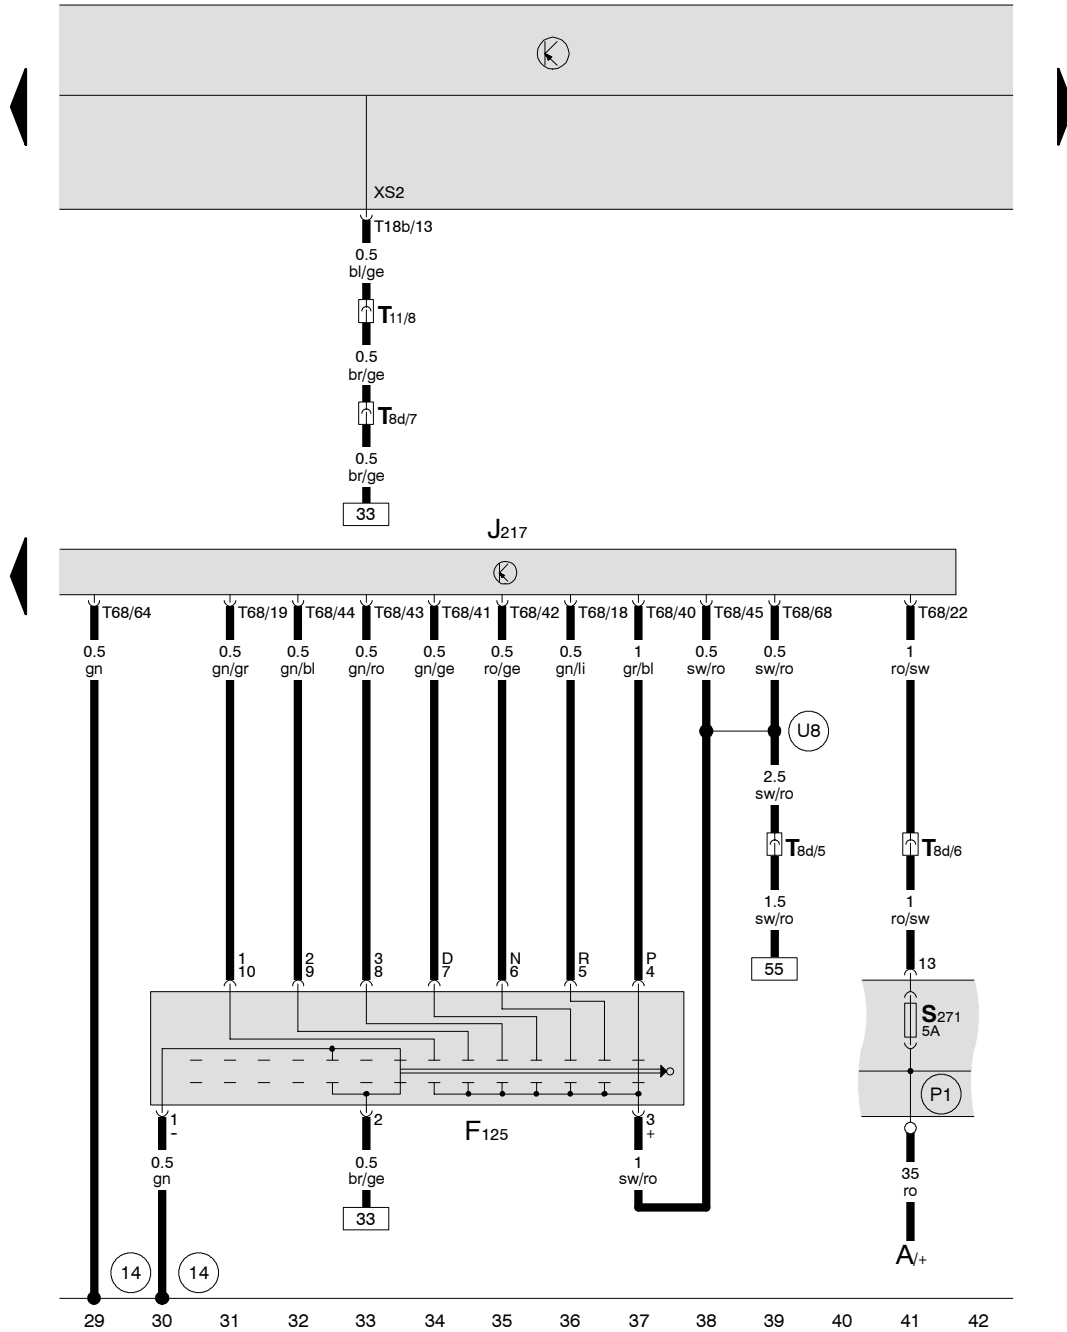 XS2
T18b/13
0.5
bl/ge
T11/8
0.5
br/ge
T8d/7
0.5
br/ge
33
J217
T68/64 T68/19 T68/44 T68/43 T68/41 T68/42 T68/18 T68/40 T68/45 T68/68 T68/22
0.5 0.5 0.5 0.5 0.5 0.5 0.5 1 0.5 0.5 1
gn gn/gr gn/bl gn/ro gn/ge ro/ge gn/li gr/bl sw/ro sw/ro ro/sw
U8
2.5
sw/ro
T8d/5 T8d/6
1.5 1
sw/ro ro/sw
1 2 3 D N R P
10 9 8 7 6 5 4
55
13
S271
5A
P1
1 2 3
- +
F125
0.5 0.5 1
gn br/ge sw/ro
33
35
ro
A/+
14 14
29 30 31 32 33 34 35 36 37 38 39 40 41 42